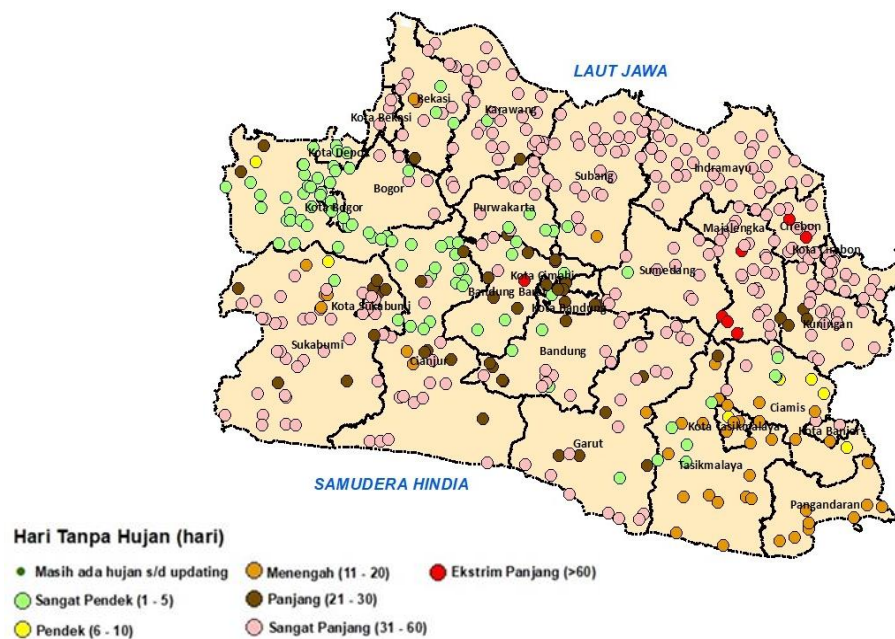 LAUT JAWA
Bekasi
Kota Bekasi
Karawang
Kota Depok
Bogor
Subang
Indramayu
Kota Bogor
Purwakarta
Majalengka
Cirebon
Kota Cirebon
Kota Cimahi
Sumedang
Bandung Barat
Kota Sukabumi
Kota Bandung
Kuningan
Sukabumi
Bandung
Cianjur
Ciamis
Kota Tasikmalaya
Kota Banjar
Garut
Tasikmalaya
SAMUDERA HINDIA
Pangandaran
Hari Tanpa Hujan (hari)
Masih ada hujan s/d updating
Menengah (11 - 20)
Ekstrim Panjang (>60)
Sangat Pendek (1 - 5)
Panjang (21 - 30)
Pendek (6 - 10)
Sangat Panjang (31 - 60)